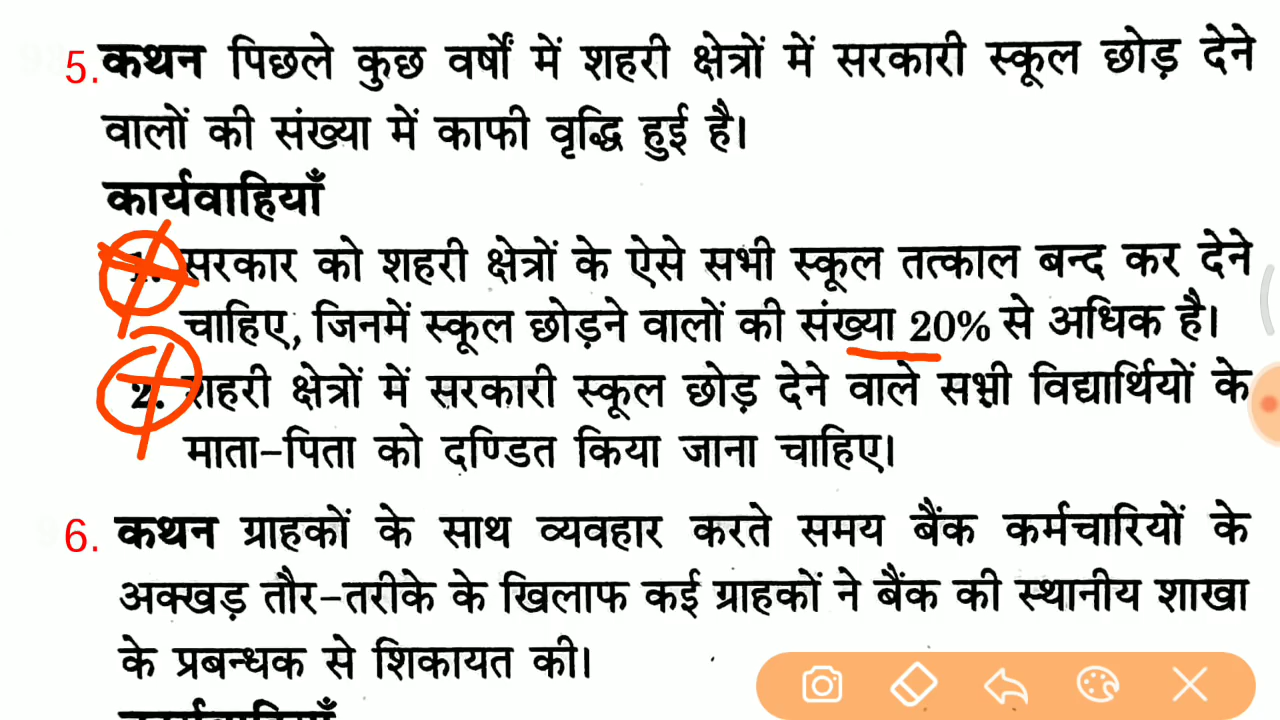 5. कथन पिछले कुछ वर्षों में शहरी क्षेत्रों में सरकारी स्कूल छोड़ देने
वालों की संख्या में काफी वृद्धि हुई है।
कार्यवाहियाँ
1. सरकार को शहरी क्षेत्रों के ऐसे सभी स्कूल तत्काल बन्द कर देने
चाहिए, जिनमें स्कूल छोड़ने वालों की संख्या 20% से अधिक है।
2. शहरी क्षेत्रों में सरकारी स्कूल छोड़ देने वाले सभी विद्यार्थियों के
माता-पिता को दण्डित किया जाना चाहिए।
6. कथन ग्राहकों के साथ व्यवहार करते समय बैंक कर्मचारियों के
अक्खड़ तौर-तरीके के खिलाफ कई ग्राहकों ने बैंक की स्थानीय शाखा
के प्रबन्धक से शिकायत की।